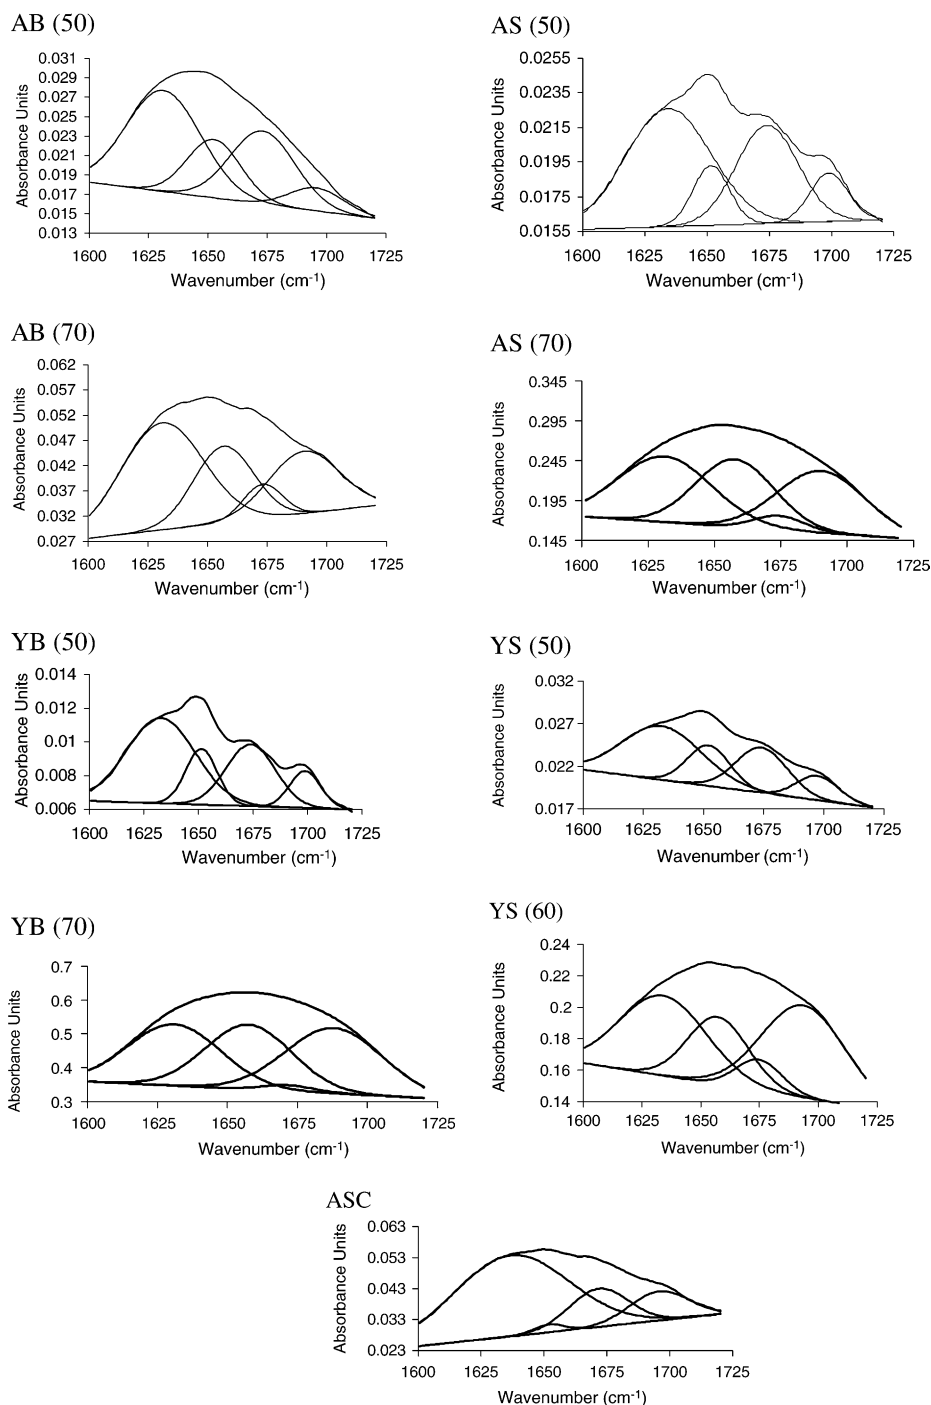 AB (50)
Absorbance Units
0.031
0.029
0.027
0.025
0.023
0.021
0.019
0.017
0.015
0.013
1600 1625 1650 1675 1700 1725
Wavenumber (cm-1)
AS (50)
Absorbance Units
0.0255
0.0235
0.0215
0.0195
0.0175
0.0155
1600 1625 1650 1675 1700 1725
Wavenumber (cm-1)
AB (70)
Absorbance Units
0.062
0.057
0.052
0.047
0.042
0.037
0.032
0.027
1600 1625 1650 1675 1700 1725
Wavenumber (cm-1)
AS (70)
Absorbance Units
0.345
0.295
0.245
0.195
0.145
1600 1625 1650 1675 1700 1725
Wavenumber (cm-1)
YB (50)
Absorbance Units
0.014
0.012
0.01
0.008
0.006
1600 1625 1650 1675 1700 1725
Wavenumber (cm-1)
YS (50)
Absorbance Units
0.032
0.027
0.022
0.017
1600 1625 1650 1675 1700 1725
Wavenumber (cm-1)
YB (70)
Absorbance Units
0.7
0.6
0.5
0.4
0.3
1600 1625 1650 1675 1700 1725
Wavenumber (cm-1)
YS (60)
Absorbance Units
0.24
0.22
0.2
0.18
0.16
0.14
1600 1625 1650 1675 1700 1725
Wavenumber (cm-1)
ASC
Absorbance Units
0.063
0.053
0.043
0.033
0.023
1600 1625 1650 1675 1700 1725
Wavenumber (cm-1)